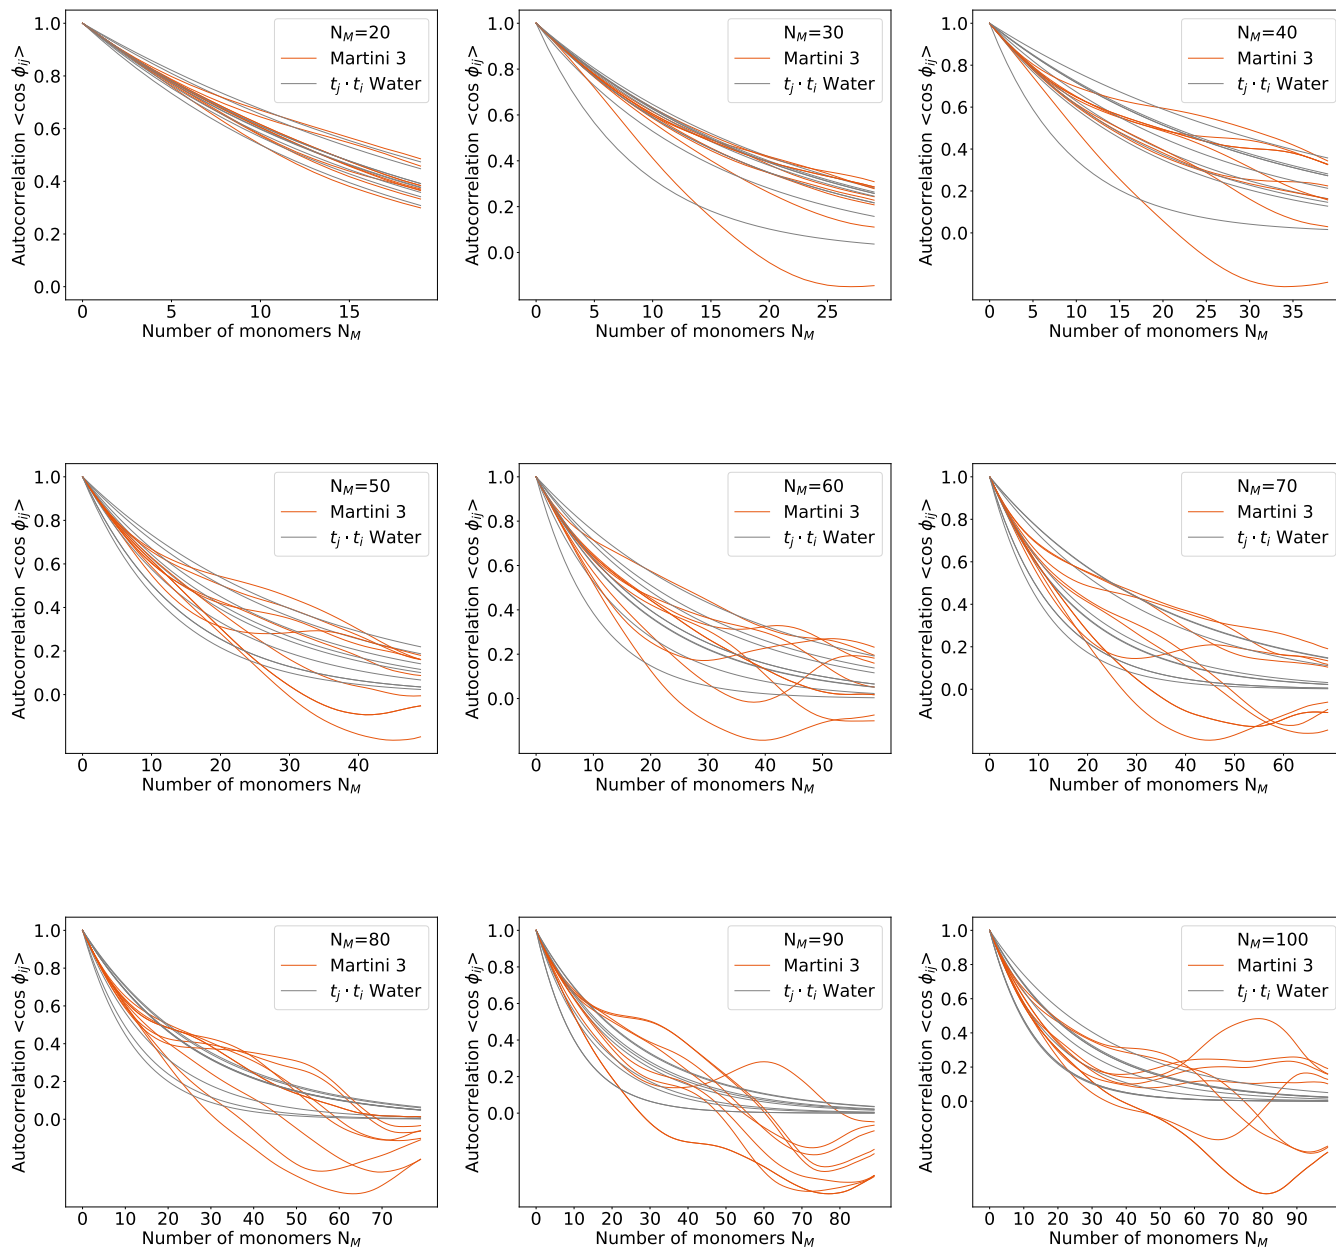 N_M=20
Martini 3
t_j · t_i Water
Autocorrelation <cos ϕ_ij>
1.0
0.8
0.6
0.4
0.2
0.0
0 5 10 15
Number of monomers N_M
N_M=30
Martini 3
t_j · t_i Water
Autocorrelation <cos ϕ_ij>
1.0
0.8
0.6
0.4
0.2
0.0
0 5 10 15 20 25
Number of monomers N_M
N_M=40
Martini 3
t_j · t_i Water
Autocorrelation <cos ϕ_ij>
1.0
0.8
0.6
0.4
0.2
0.0
0 5 10 15 20 25 30 35
Number of monomers N_M
N_M=50
Martini 3
t_j · t_i Water
Autocorrelation <cos ϕ_ij>
1.0
0.8
0.6
0.4
0.2
0.0
0 10 20 30 40
Number of monomers N_M
N_M=60
Martini 3
t_j · t_i Water
Autocorrelation <cos ϕ_ij>
1.0
0.8
0.6
0.4
0.2
0.0
0 10 20 30 40 50
Number of monomers N_M
N_M=70
Martini 3
t_j · t_i Water
Autocorrelation <cos ϕ_ij>
1.0
0.8
0.6
0.4
0.2
0.0
0 10 20 30 40 50 60
Number of monomers N_M
N_M=80
Martini 3
t_j · t_i Water
Autocorrelation <cos ϕ_ij>
1.0
0.8
0.6
0.4
0.2
0.0
0 10 20 30 40 50 60 70
Number of monomers N_M
N_M=90
Martini 3
t_j · t_i Water
Autocorrelation <cos ϕ_ij>
1.0
0.8
0.6
0.4
0.2
0.0
0 10 20 30 40 50 60 70 80
Number of monomers N_M
N_M=100
Martini 3
t_j · t_i Water
Autocorrelation <cos ϕ_ij>
1.0
0.8
0.6
0.4
0.2
0.0
0 10 20 30 40 50 60 70 80 90
Number of monomers N_M